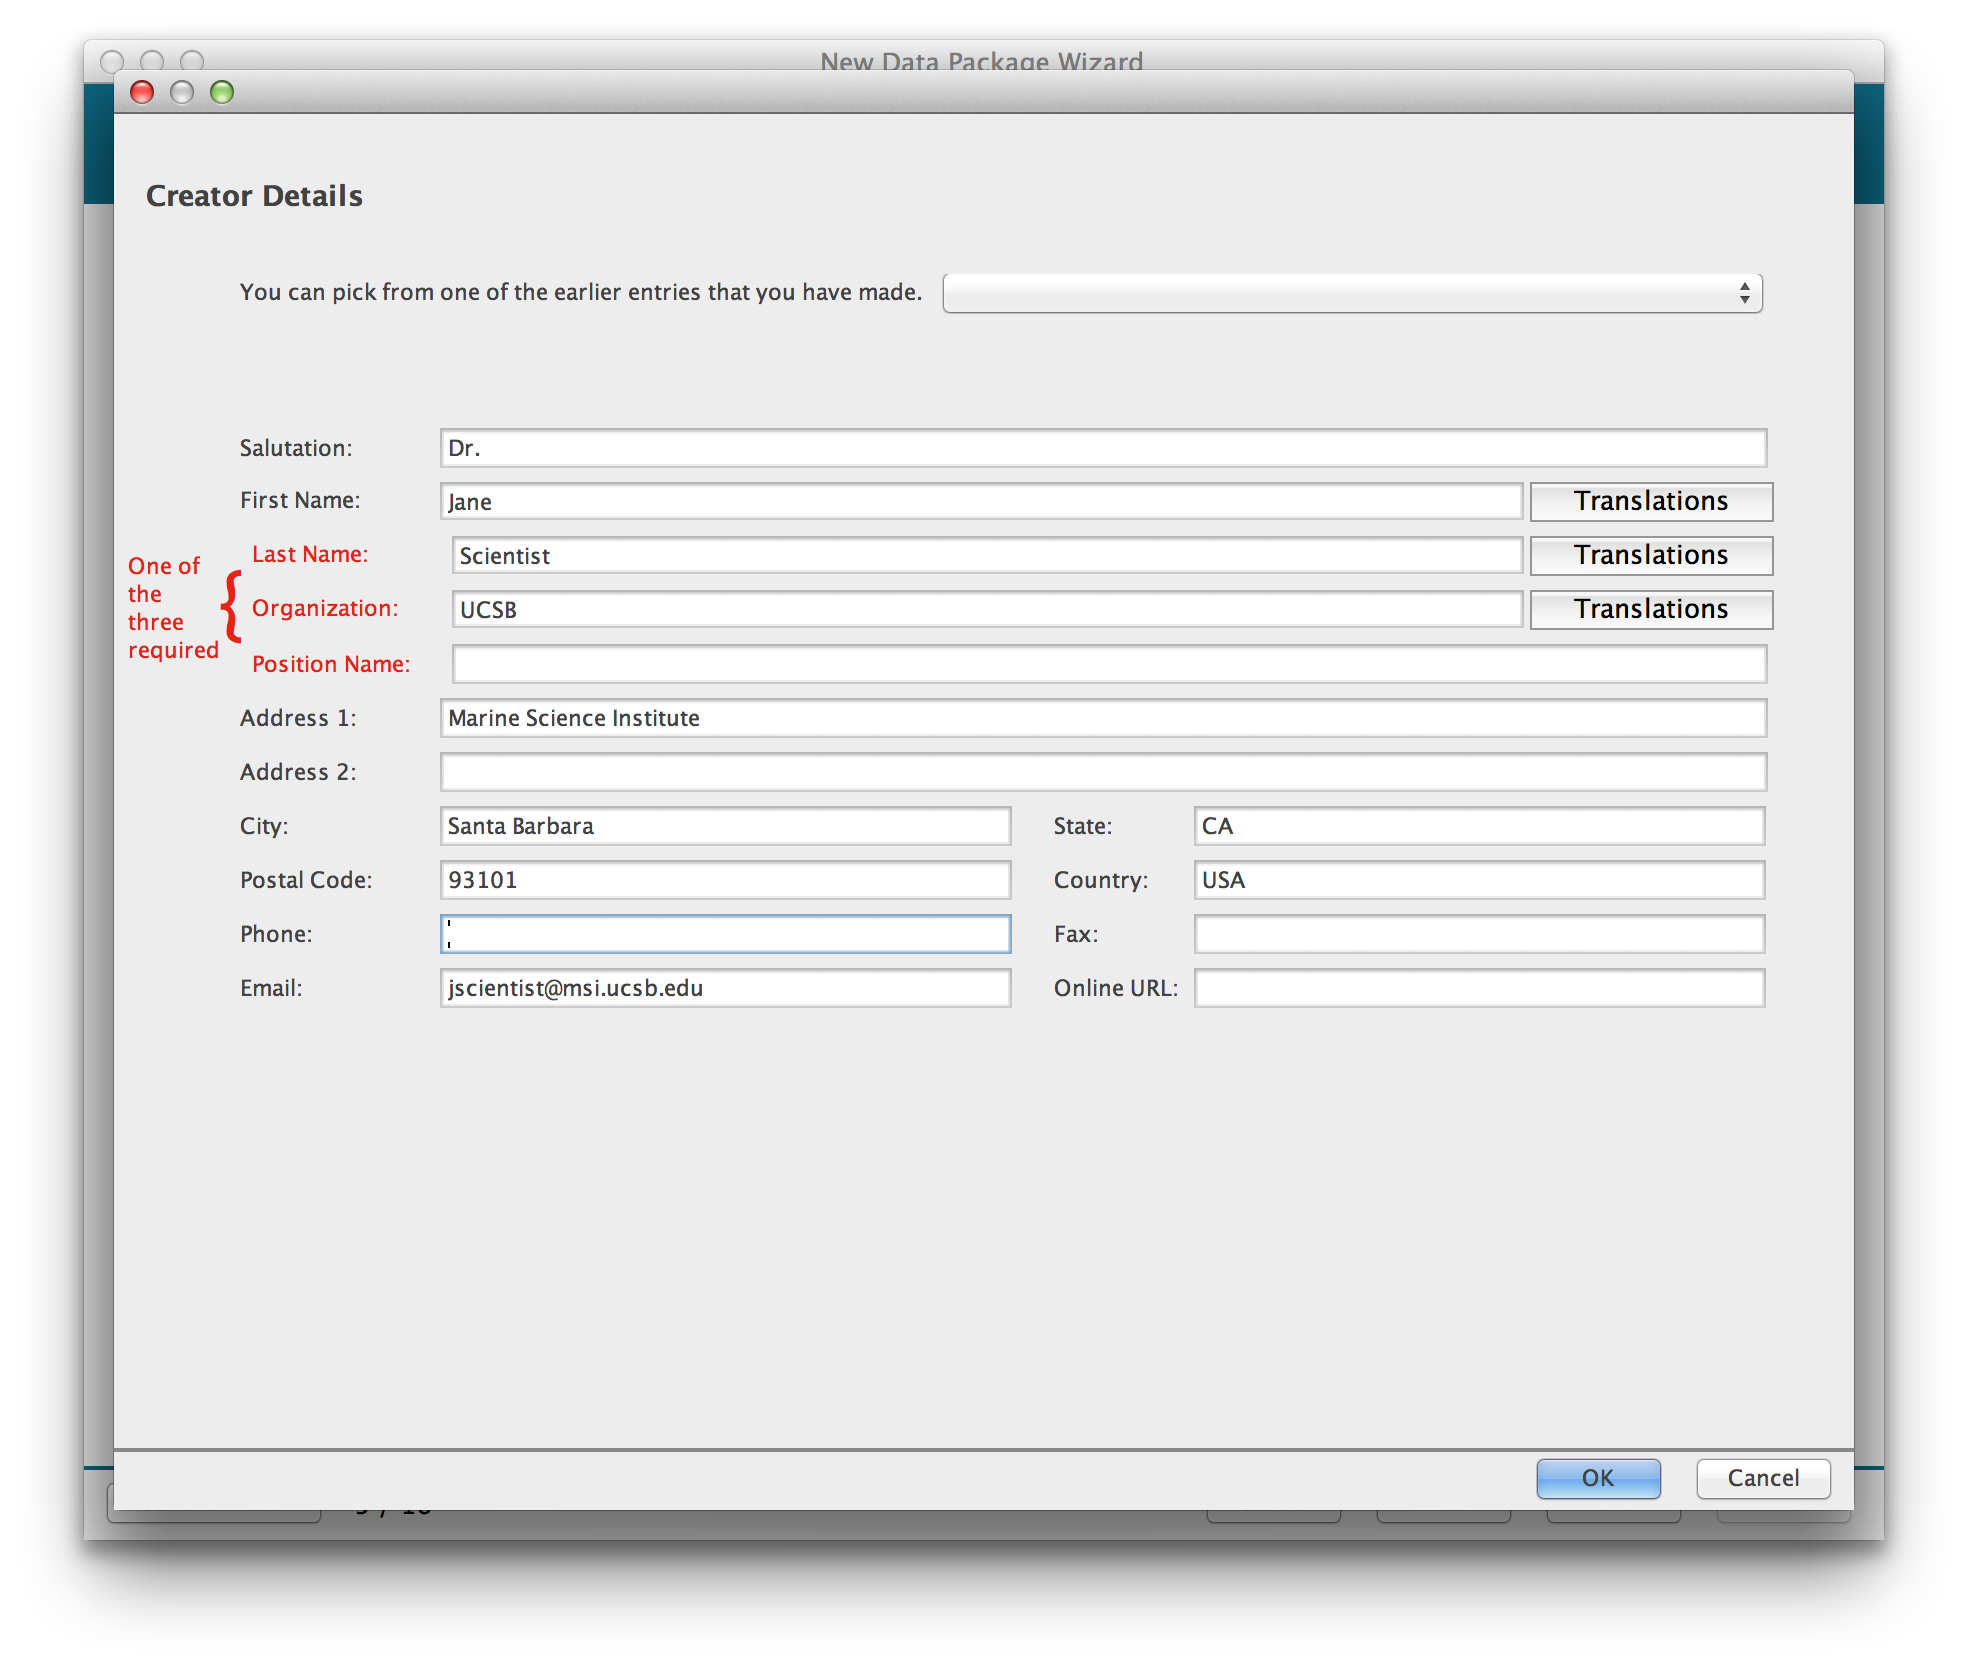 New Data Package Wizard
Creator Details
You can pick from one of the earlier entries that you have made.
Salutation: Dr.
First Name: Jane Translations
Last Name: Scientist Translations
One of
the
three
required
{
Organization: UCSB Translations
Position Name:
Address 1: Marine Science Institute
Address 2:
City: Santa Barbara State: CA
Postal Code: 93101 Country: USA
Phone: Fax:
Email: jscientist@msi.ucsb.edu Online URL:
OK Cancel